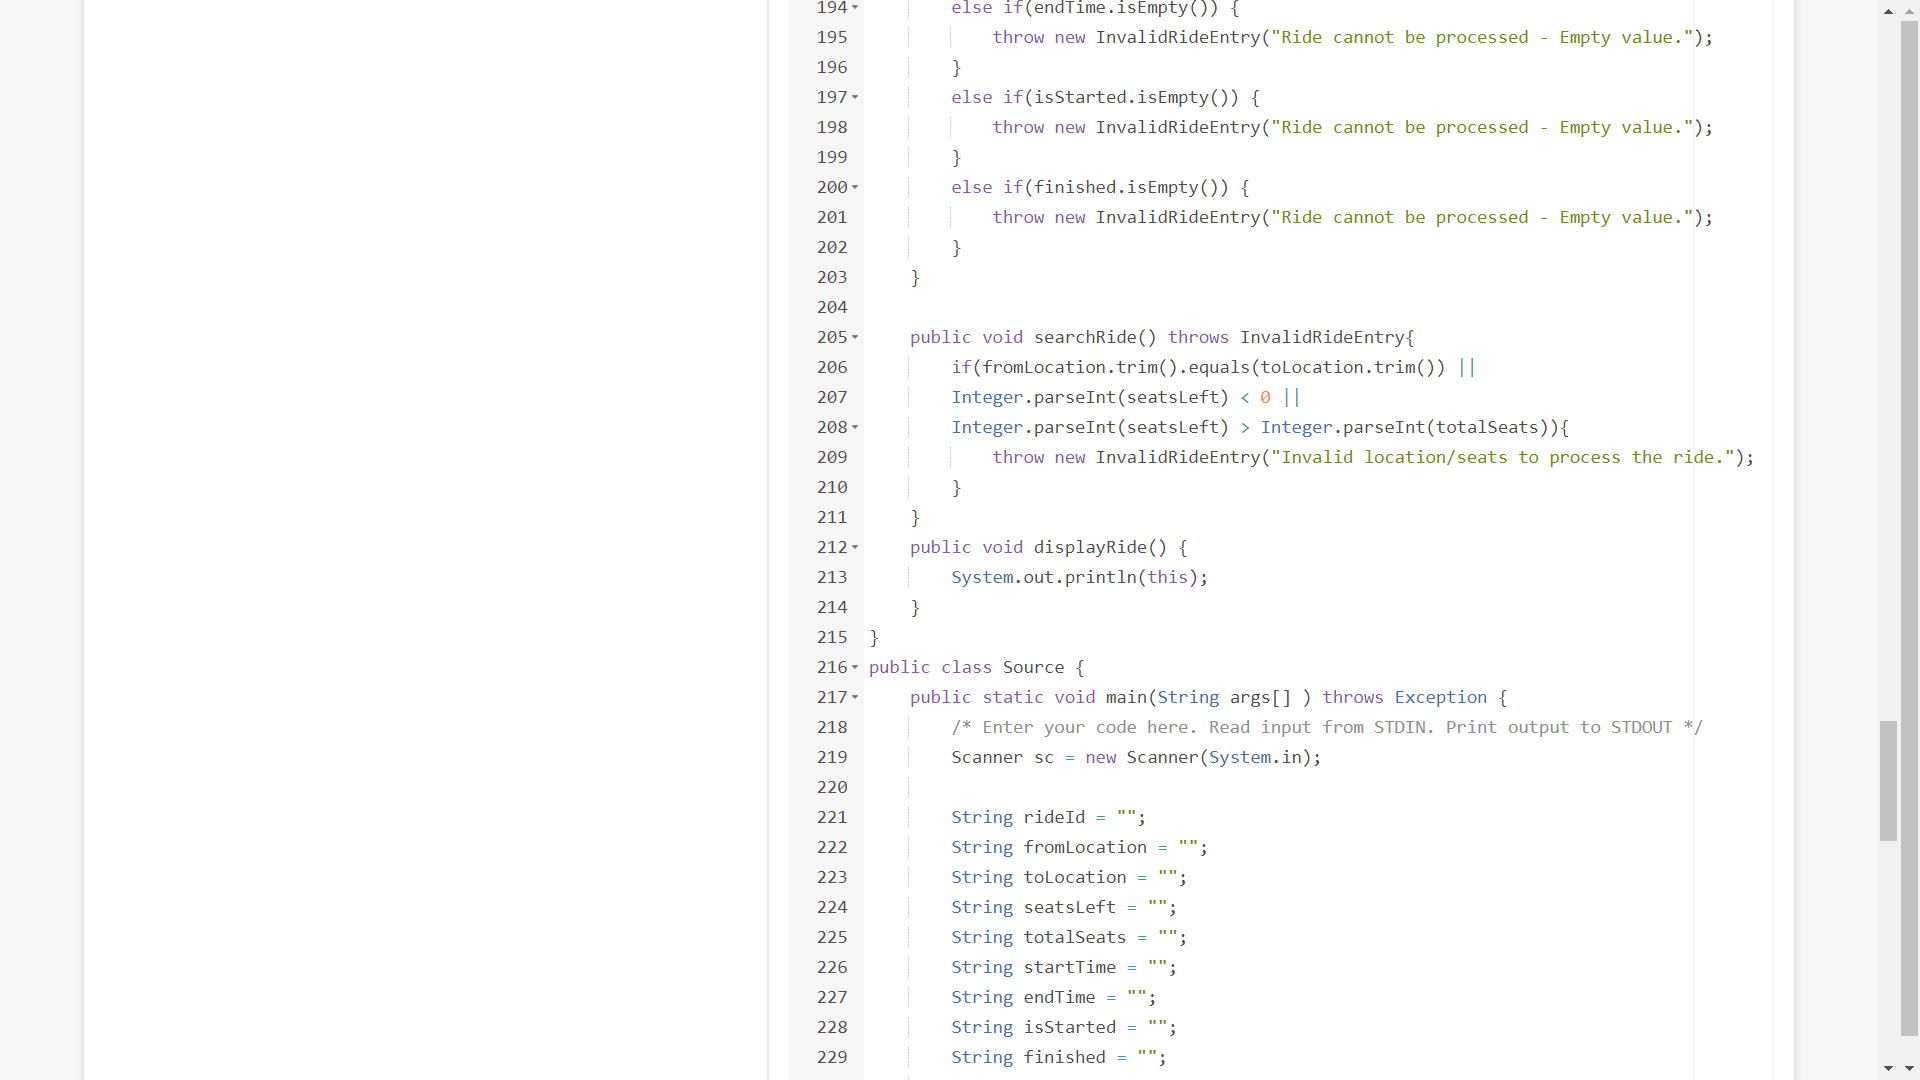 194 else if(endTime.isEmpty()) {
195 throw new InvalidRideEntry("Ride cannot be processed - Empty value.");
196 }
197 else if(isStarted.isEmpty()) {
198 throw new InvalidRideEntry("Ride cannot be processed - Empty value.");
199 }
200 else if(finished.isEmpty()) {
201 throw new InvalidRideEntry("Ride cannot be processed - Empty value.");
202 }
203 }
204
205 public void searchRide() throws InvalidRideEntry{
206 if(fromLocation.trim().equals(toLocation.trim()) ||
207 Integer.parseInt(seatsLeft) < 0 ||
208 Integer.parseInt(seatsLeft) > Integer.parseInt(totalSeats)){
209 throw new InvalidRideEntry("Invalid location/seats to process the ride.");
210 }
211 }
212 public void displayRide() {
213 System.out.println(this);
214 }
215 }
216 public class Source {
217 public static void main(String args[] ) throws Exception {
218 /* Enter your code here. Read input from STDIN. Print output to STDOUT */
219 Scanner sc = new Scanner(System.in);
220
221 String rideId = "";
222 String fromLocation = "";
223 String toLocation = "";
224 String seatsLeft = "";
225 String totalSeats = "";
226 String startTime = "";
227 String endTime = "";
228 String isStarted = "";
229 String finished = "";